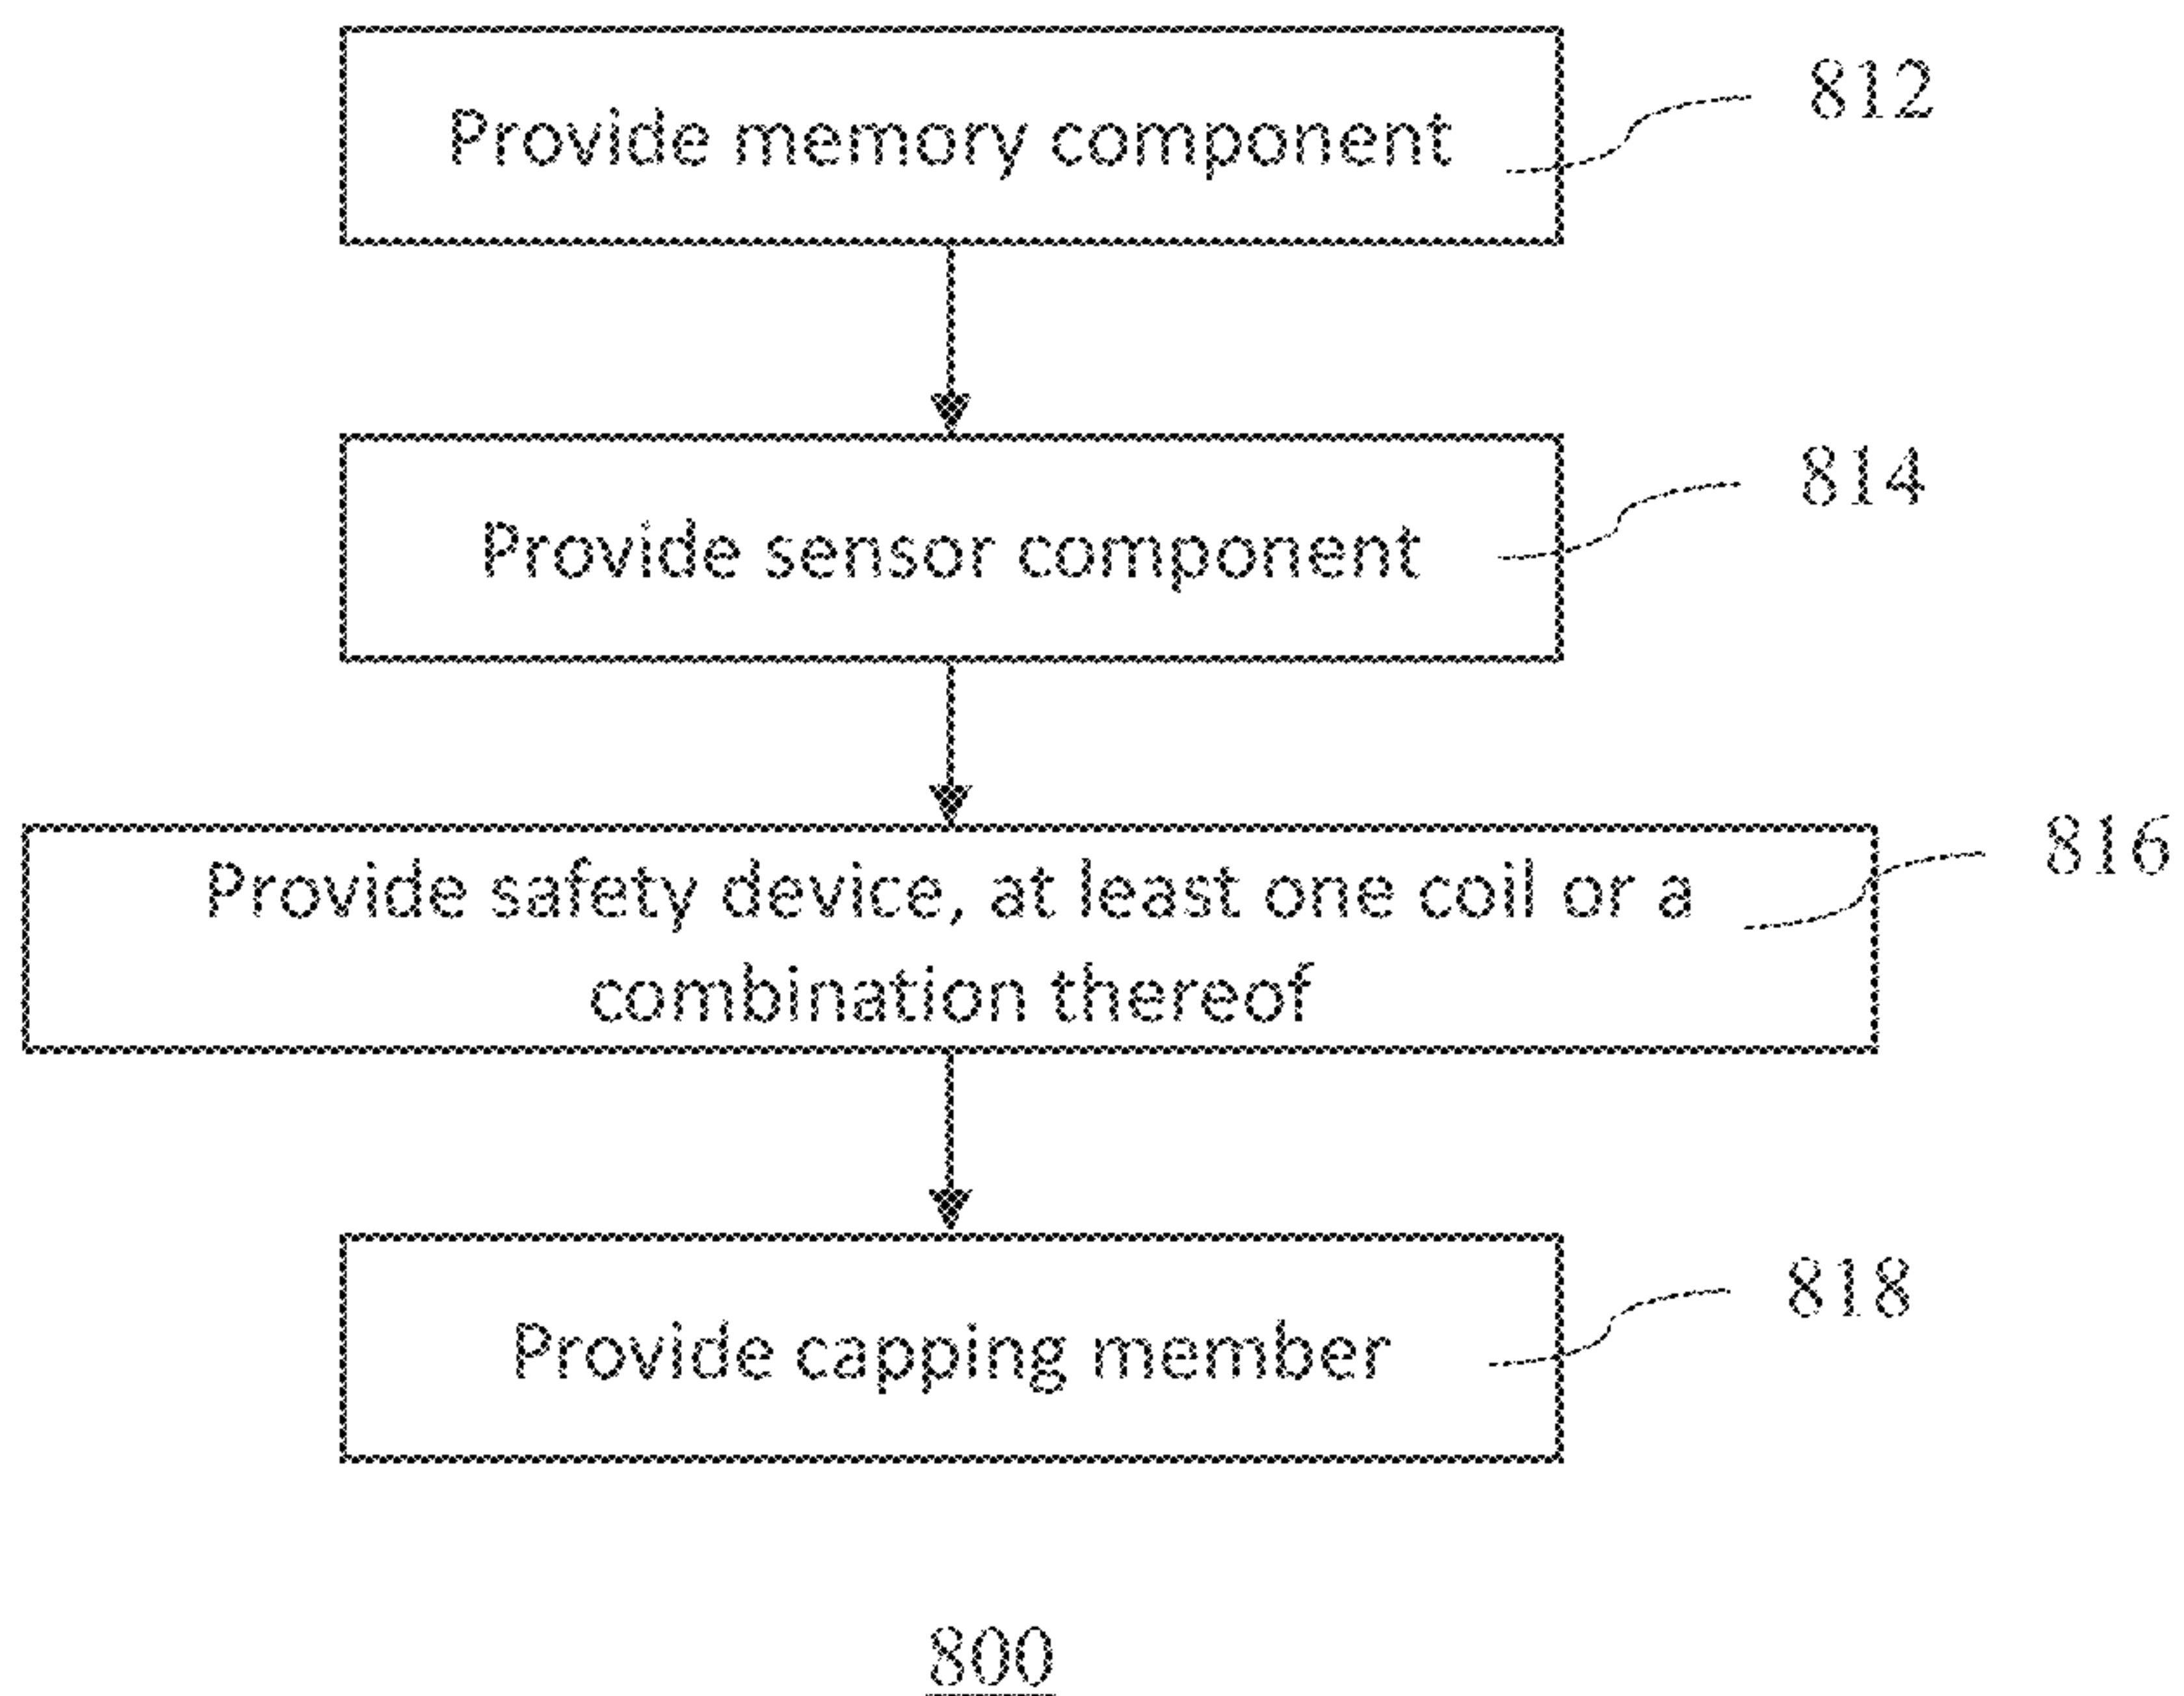 Provide memory component
812
Provide sensor component
814
Provide safety device, at least one coil or a
combination thereof
816
Provide capping member
818
800